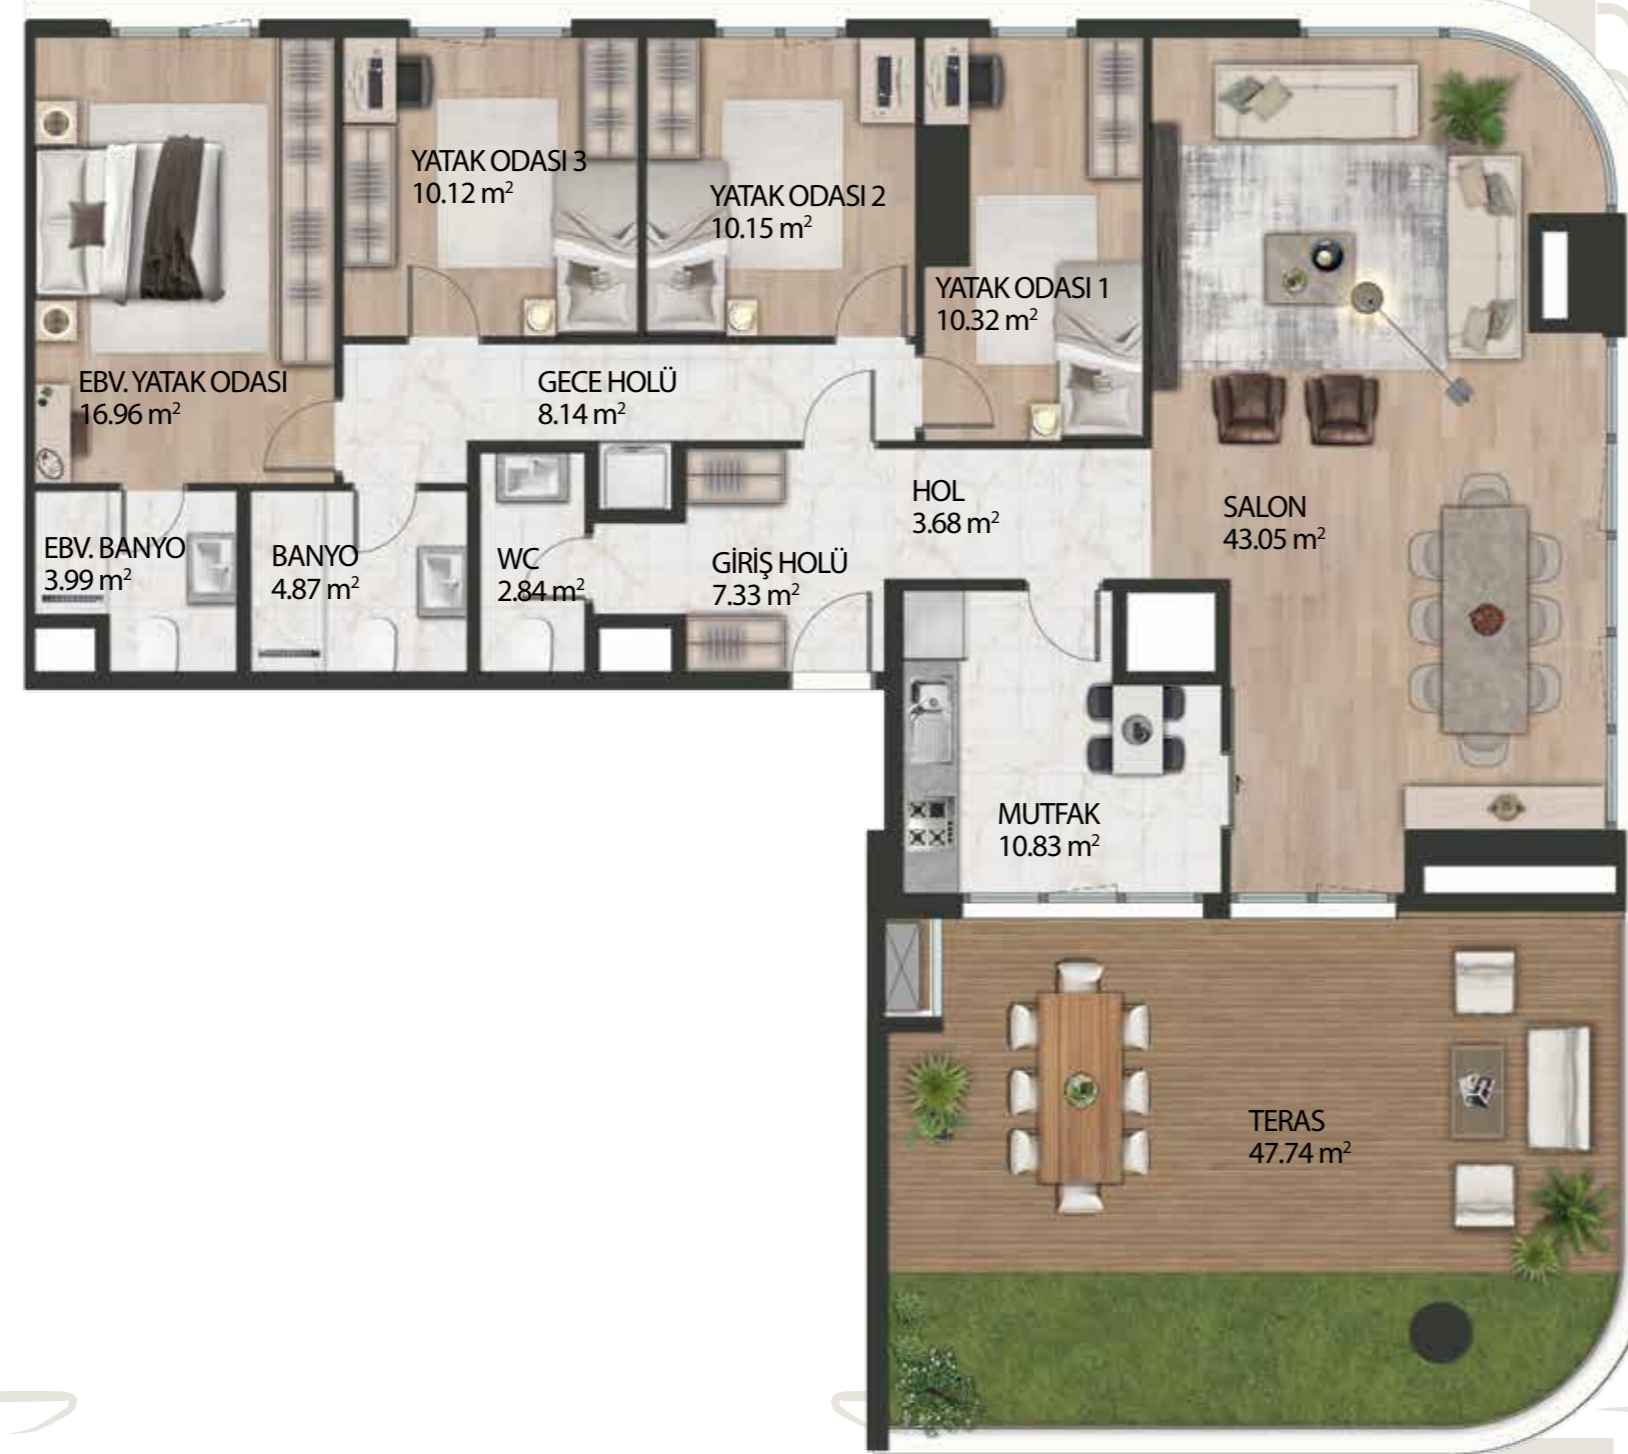 YATAK ODASI 3
10.12 m²
YATAK ODASI 2
10.15 m²
YATAK ODASI 1
10.32 m²
EBV. YATAK ODASI
16.96 m²
GECE HOLÜ
8.14 m²
HOL
3.68 m²
SALON
43.05 m²
EBV. BANYO
3.99 m²
BANYO
4.87 m²
WC
2.84 m²
GİRİŞ HOLÜ
7.33 m²
MUTFAK
10.83 m²
TERAS
47.74 m²